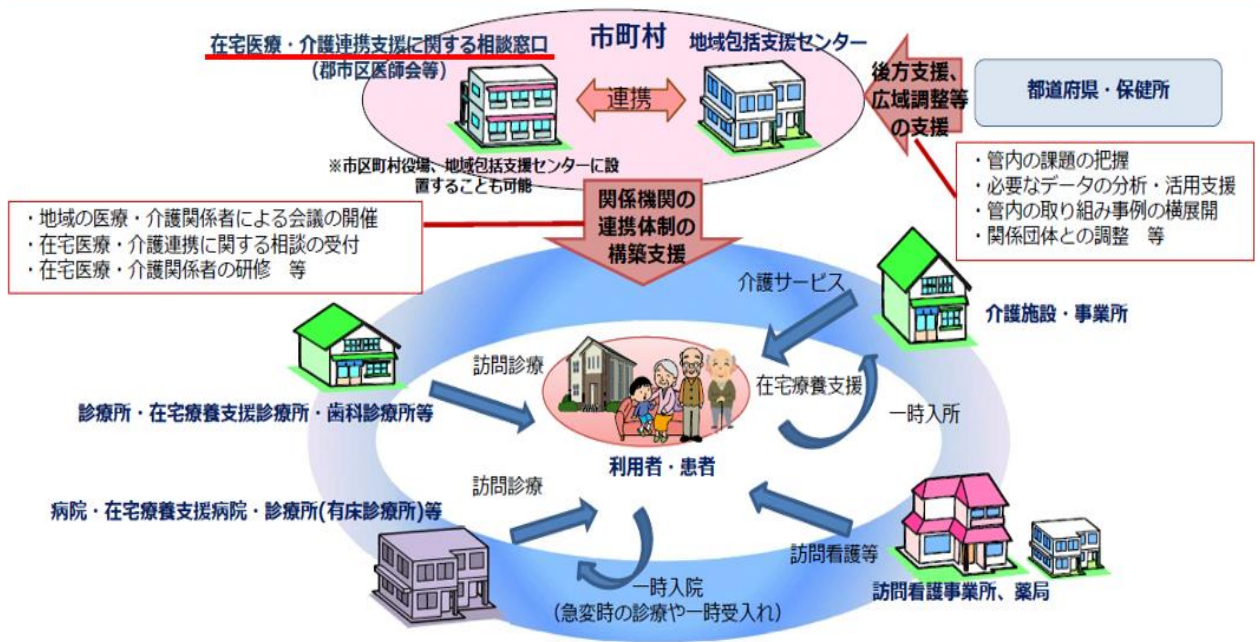 在宅医療・介護連携支援に関する相談窓口
(郡市区医師会等)
市町村
地域包括支援センター
連携
後方支援、
広域調整等
の支援
都道府県・保健所
※市区町村役場、地域包括支援センターに設
置することも可能
・管内の課題の把握
・必要なデータの分析・活用支援
・管内の取り組み事例の横展開
・関係団体との調整　等
関係機関の
連携体制の
構築支援
・地域の医療・介護関係者による会議の開催
・在宅医療・介護連携に関する相談の受付
・在宅医療・介護関係者の研修　等
介護サービス
介護施設・事業所
訪問診療
在宅療養支援
診療所・在宅療養支援診療所・歯科診療所等
一時入所
利用者・患者
訪問診療
病院・在宅療養支援病院・診療所(有床診療所)等
訪問看護等
一時入院
(急変時の診療や一時受入れ)
訪問看護事業所、薬局